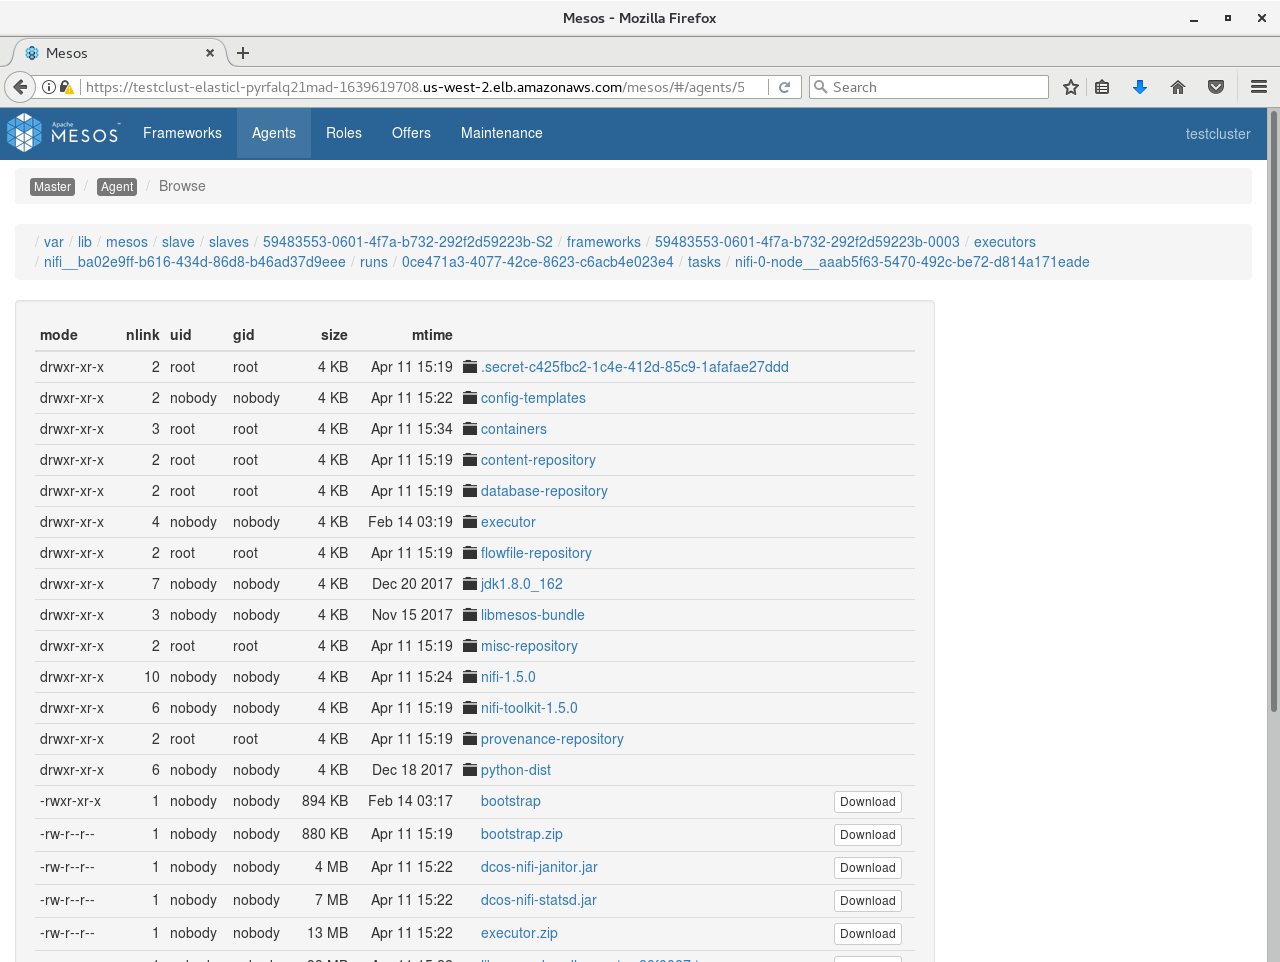 Mesos - Mozilla Firefox
Mesos
https://testclust-elasticl-pyrfalq21mad-1639619708.us-west-2.elb.amazonaws.com/mesos/#/agents/5
Search
Apache MESOS Frameworks Agents Roles Offers Maintenance testcluster
Master / Agent / Browse
/ var / lib / mesos / slave / slaves / 59483553-0601-4f7a-b732-292f2d59223b-S2 / frameworks / 59483553-0601-4f7a-b732-292f2d59223b-0003 / executors
/ nifi__ba02e9ff-b616-434d-86d8-b46ad37d9eee / runs / 0ce471a3-4077-42ce-8623-c6acb4e023e4 / tasks / nifi-0-node__aaab5f63-5470-492c-be72-d814a171eade
mode nlink uid gid size mtime
drwxr-xr-x 2 root root 4 KB Apr 11 15:19 .secret-c425fbc2-1c4e-412d-85c9-1afafae27ddd
drwxr-xr-x 2 nobody nobody 4 KB Apr 11 15:22 config-templates
drwxr-xr-x 3 root root 4 KB Apr 11 15:34 containers
drwxr-xr-x 2 root root 4 KB Apr 11 15:19 content-repository
drwxr-xr-x 2 root root 4 KB Apr 11 15:19 database-repository
drwxr-xr-x 4 nobody nobody 4 KB Feb 14 03:19 executor
drwxr-xr-x 2 root root 4 KB Apr 11 15:19 flowfile-repository
drwxr-xr-x 7 nobody nobody 4 KB Dec 20 2017 jdk1.8.0_162
drwxr-xr-x 3 nobody nobody 4 KB Nov 15 2017 libmesos-bundle
drwxr-xr-x 2 root root 4 KB Apr 11 15:19 misc-repository
drwxr-xr-x 10 nobody nobody 4 KB Apr 11 15:24 nifi-1.5.0
drwxr-xr-x 6 nobody nobody 4 KB Apr 11 15:19 nifi-toolkit-1.5.0
drwxr-xr-x 2 root root 4 KB Apr 11 15:19 provenance-repository
drwxr-xr-x 6 nobody nobody 4 KB Dec 18 2017 python-dist
-rwxr-xr-x 1 nobody nobody 894 KB Feb 14 03:17 bootstrap Download
-rw-r--r-- 1 nobody nobody 880 KB Apr 11 15:19 bootstrap.zip Download
-rw-r--r-- 1 nobody nobody 4 MB Apr 11 15:22 dcos-nifi-janitor.jar Download
-rw-r--r-- 1 nobody nobody 7 MB Apr 11 15:22 dcos-nifi-statsd.jar Download
-rw-r--r-- 1 nobody nobody 13 MB Apr 11 15:22 executor.zip Download